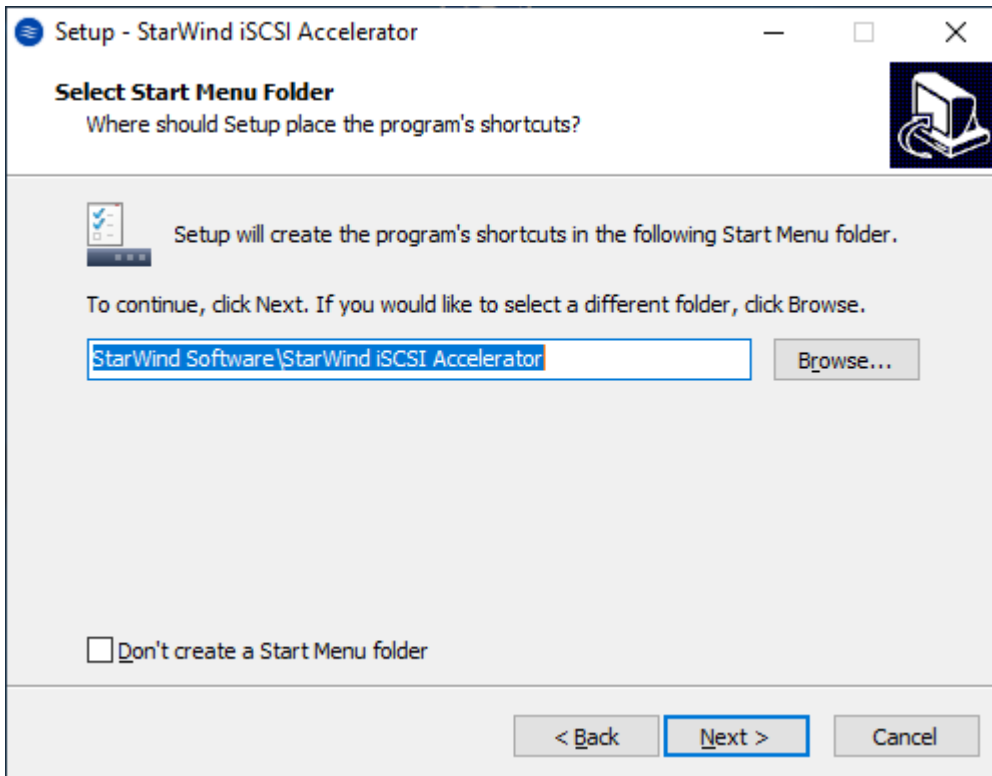 Setup - StarWind iSCSI Accelerator
Select Start Menu Folder
Where should Setup place the program's shortcuts?
Setup will create the program's shortcuts in the following Start Menu folder.
To continue, click Next. If you would like to select a different folder, click Browse.
StarWind Software\StarWind iSCSI Accelerator
Browse...
Don't create a Start Menu folder
< Back
Next >
Cancel